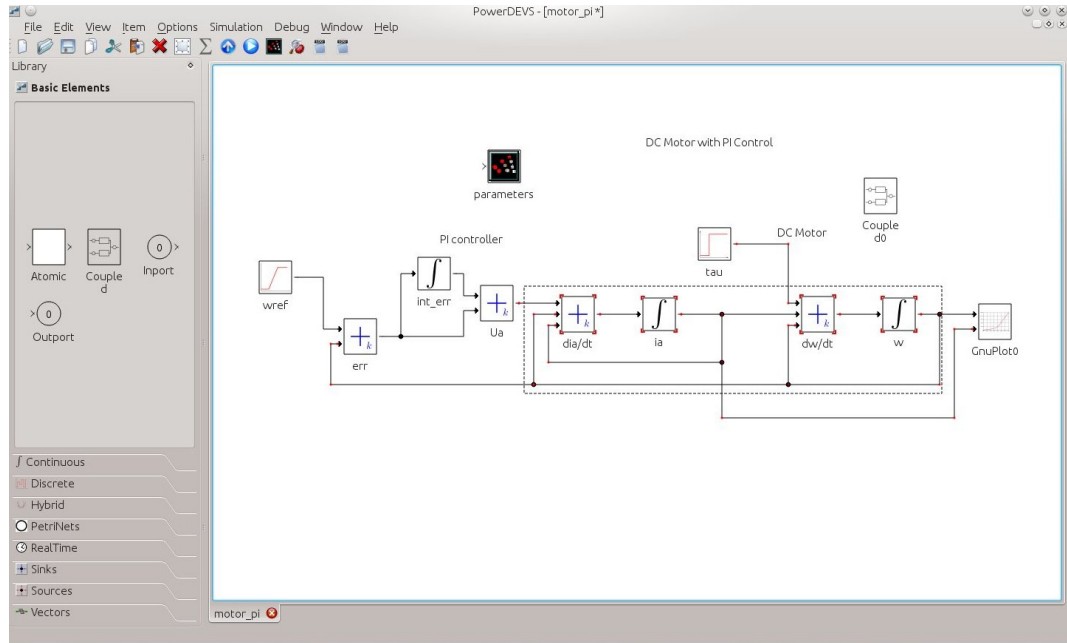 PowerDEVS - [motor_pi *]
File Edit View Item Options Simulation Debug Window Help
Library
Basic Elements
Atomic
Couple
d
0
Inport
0
Outport
Continuous
Discrete
Hybrid
PetriNets
RealTime
Sinks
Sources
Vectors
DC Motor with PI Control
parameters
Couple
d0
PI controller
DC Motor
tau
wref
int_err
k
Ua
k
err
k
dia/dt
ia
k
dw/dt
w
GnuPlot0
motor_pi